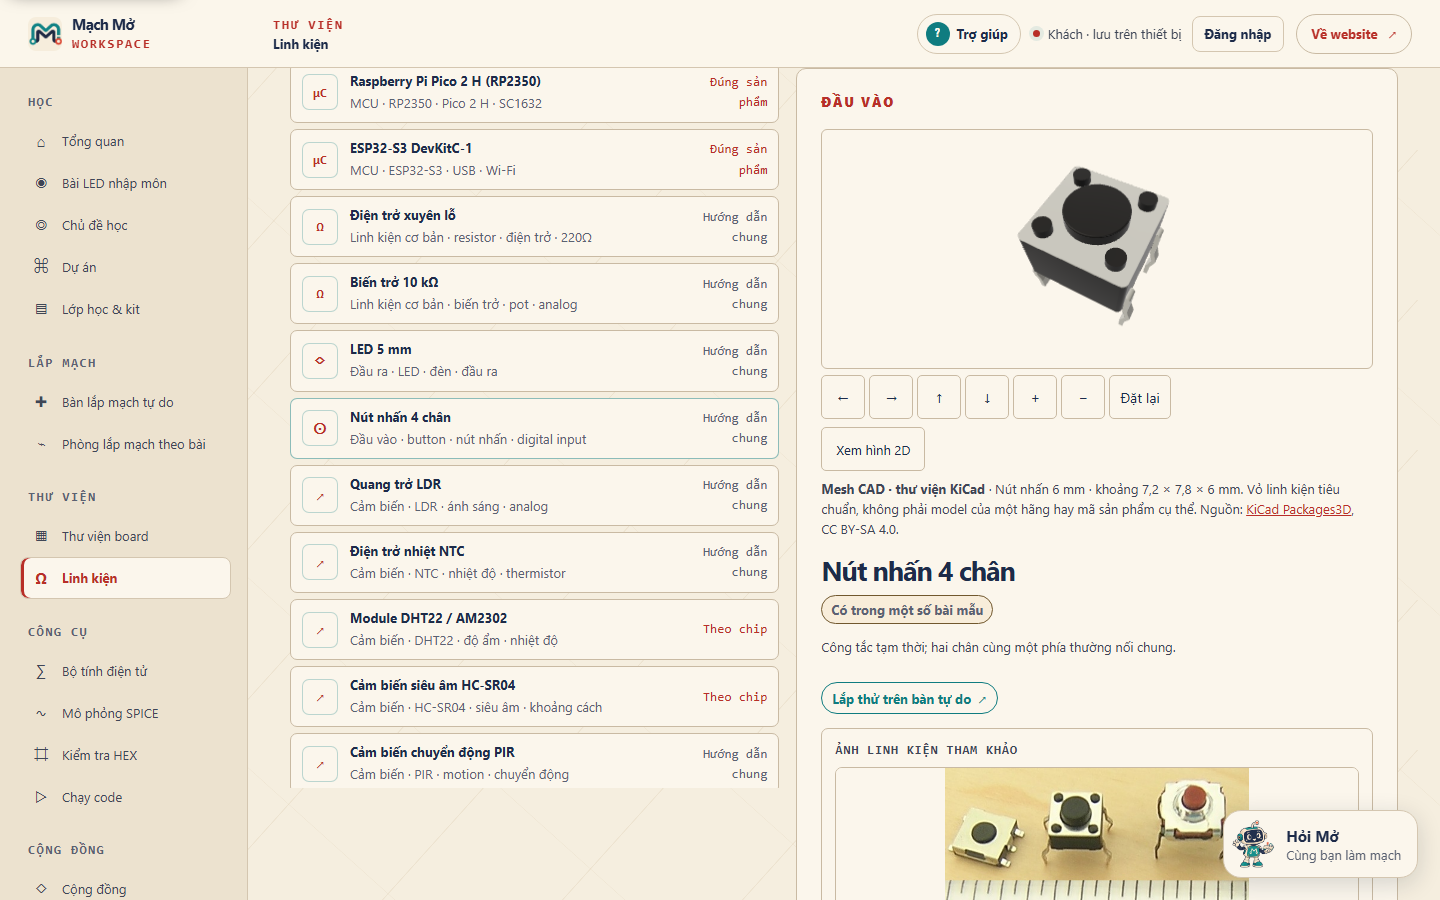 Mạch Mở
WORKSPACE
THƯ VIỆN
Linh kiện
? Trợ giúp
Khách · lưu trên thiết bị
Đăng nhập
Về website ↗
HỌC
Tổng quan
Bài LED nhập môn
Chủ đề học
Dự án
Lớp học & kit
LẮP MẠCH
Bàn lắp mạch tự do
Phòng lắp mạch theo bài
THƯ VIỆN
Thư viện board
Ω Linh kiện
CÔNG CỤ
∑ Bộ tính điện tử
∿ Mô phỏng SPICE
Kiểm tra HEX
▷ Chạy code
CỘNG ĐỒNG
◇ Cộng đồng
µC
Raspberry Pi Pico 2 H (RP2350)
MCU · RP2350 · Pico 2 H · SC1632
Đúng sản
phẩm
µC
ESP32-S3 DevKitC-1
MCU · ESP32-S3 · USB · Wi-Fi
Đúng sản
phẩm
Ω
Điện trở xuyên lỗ
Linh kiện cơ bản · resistor · điện trở · 220Ω
Hướng dẫn
chung
Ω
Biến trở 10 kΩ
Linh kiện cơ bản · biến trở · pot · analog
Hướng dẫn
chung
LED 5 mm
Đầu ra · LED · đèn · đầu ra
Hướng dẫn
chung
Nút nhấn 4 chân
Đầu vào · button · nút nhấn · digital input
Hướng dẫn
chung
↗
Quang trở LDR
Cảm biến · LDR · ánh sáng · analog
Hướng dẫn
chung
↗
Điện trở nhiệt NTC
Cảm biến · NTC · nhiệt độ · thermistor
Hướng dẫn
chung
↗
Module DHT22 / AM2302
Cảm biến · DHT22 · độ ẩm · nhiệt độ
Theo chip
↗
Cảm biến siêu âm HC-SR04
Cảm biến · HC-SR04 · siêu âm · khoảng cách
Theo chip
↗
Cảm biến chuyển động PIR
Cảm biến · PIR · motion · chuyển động
Hướng dẫn
chung
ĐẦU VÀO
← → ↑ ↓ + − Đặt lại
Xem hình 2D
Mesh CAD · thư viện KiCad · Nút nhấn 6 mm · khoảng 7,2 × 7,8 × 6 mm. Vỏ linh kiện tiêu
chuẩn, không phải model của một hãng hay mã sản phẩm cụ thể. Nguồn: KiCad Packages3D,
CC BY-SA 4.0.
Nút nhấn 4 chân
Có trong một số bài mẫu
Công tắc tạm thời; hai chân cùng một phía thường nối chung.
Lắp thử trên bàn tự do ↗
ẢNH LINH KIỆN THAM KHẢO
Hỏi Mở
Cùng bạn làm mạch